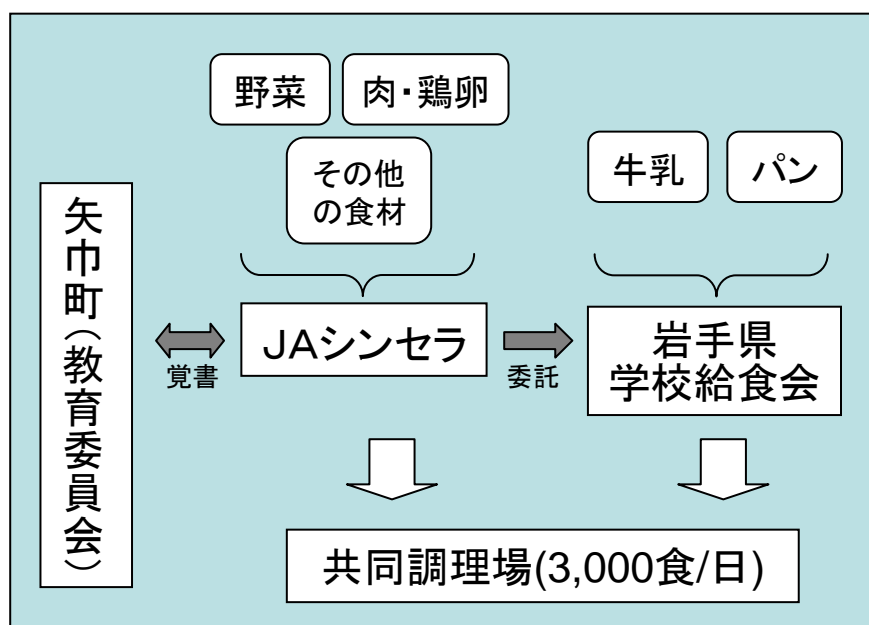 野菜
肉・鶏卵
その他
の食材
牛乳
パン
矢巾町（教育委員会）
覚書
JAシンセラ
委託
岩手県
学校給食会
共同調理場(3,000食/日)